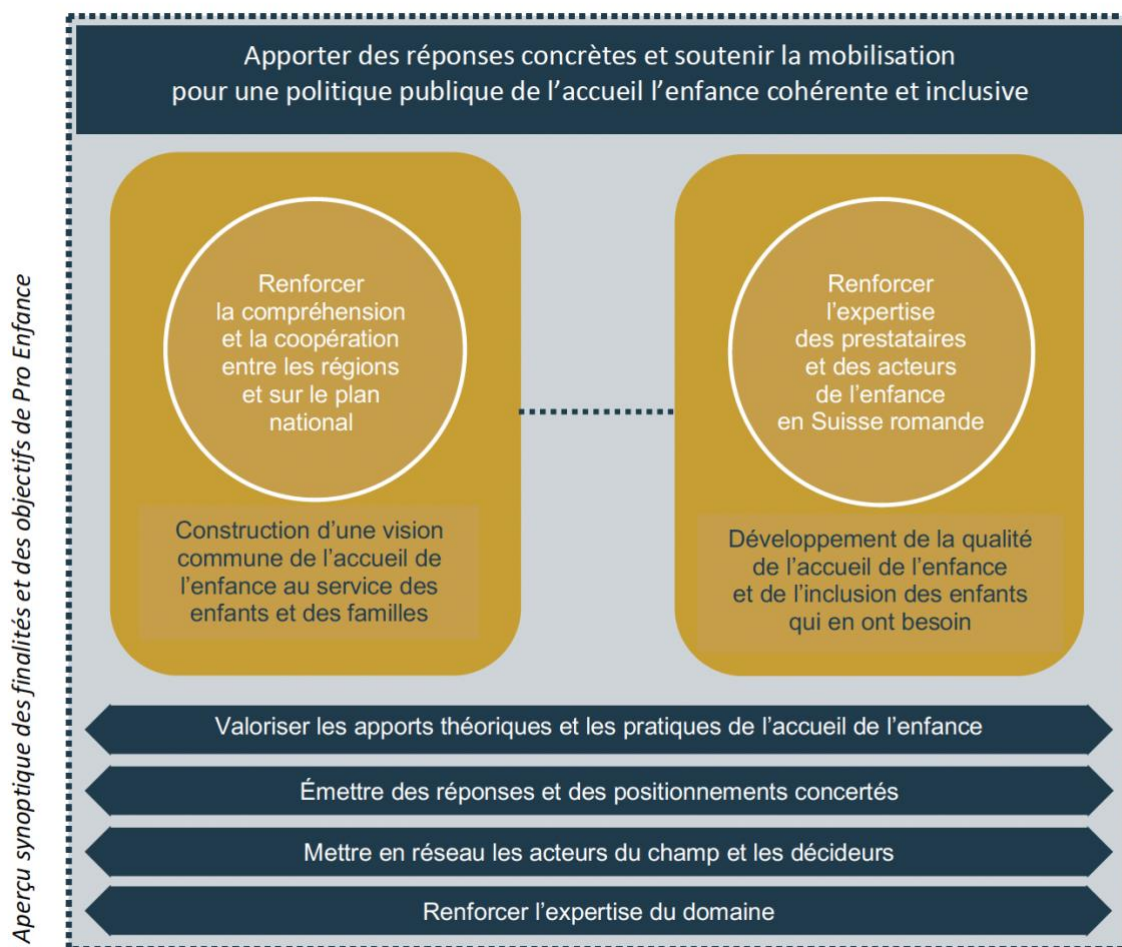 Apporter des réponses concrètes et soutenir la mobilisation
pour une politique publique de l'accueil l'enfance cohérente et inclusive
Renforcer
la compréhension
et la coopération
entre les régions
et sur le plan
national
Construction d'une vision
commune de l'accueil de
l'enfance au service des
enfants et des familles
Renforcer
l'expertise
des prestataires
et des acteurs
de l'enfance
en Suisse romande
Développement de la qualité
de l'accueil de l'enfance
et de l'inclusion des enfants
qui en ont besoin
Valoriser les apports théoriques et les pratiques de l'accueil de l'enfance
Émettre des réponses et des positionnements concertés
Mettre en réseau les acteurs du champ et les décideurs
Renforcer l'expertise du domaine
Aperçu synoptique des finalités et des objectifs de Pro Enfance